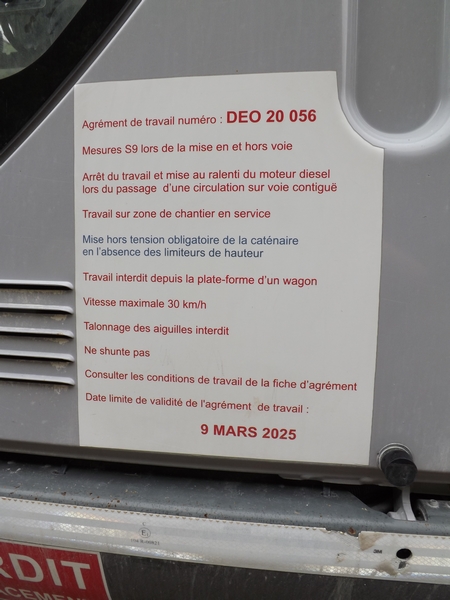 Agrément de travail numéro : DEO 20 056
Mesures S9 lors de la mise en et hors voie
Arrêt du travail et mise au ralenti du moteur diesel
lors du passage d'une circulation sur voie contiguë
Travail sur zone de chantier en service
Mise hors tension obligatoire de la caténaire
en l'absence des limiteurs de hauteur
Travail interdit depuis la plate-forme d'un wagon
Vitesse maximale 30 km/h
Talonnage des aiguilles interdit
Ne shunte pas
Consulter les conditions de travail de la fiche d'agrément
Date limite de validité de l'agrément de travail :
9 MARS 2025
3M
RDIT
ACEMEN